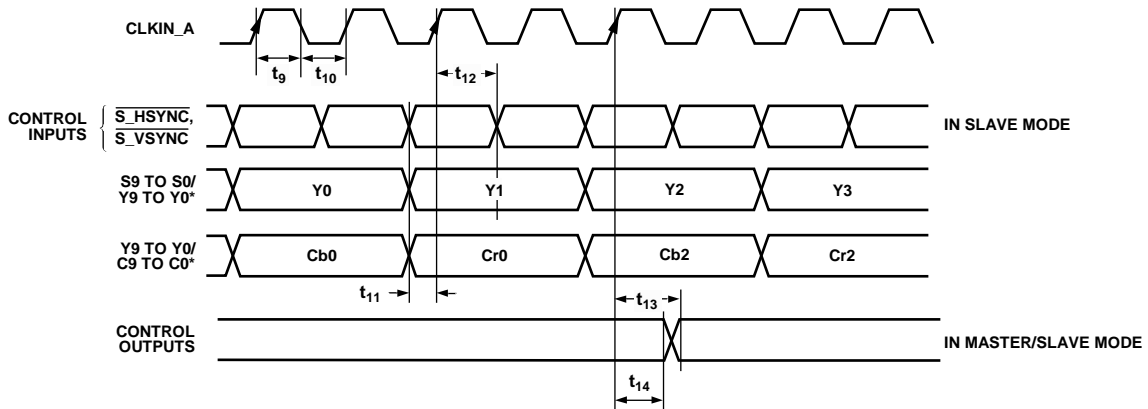 CLKIN_A
t9
t10
t12
CONTROL
INPUTS
S_HSYNC,
S_VSYNC
IN SLAVE MODE
S9 TO S0/
Y9 TO Y0*
Y0
Y1
Y2
Y3
Y9 TO Y0/
C9 TO C0*
Cb0
Cr0
Cb2
Cr2
t11
t13
CONTROL
OUTPUTS
IN MASTER/SLAVE MODE
t14